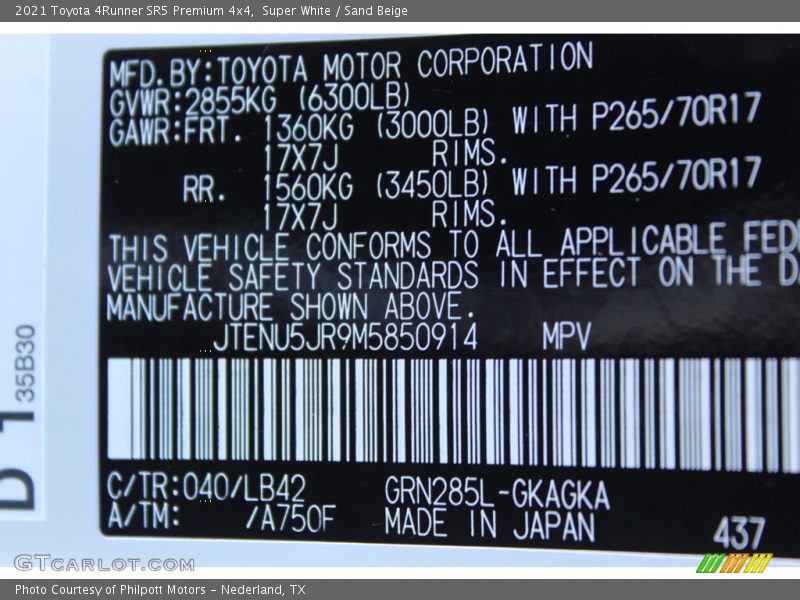 2021 Toyota 4Runner SR5 Premium 4x4, Super White / Sand Beige
MFD.BY:TOYOTA MOTOR CORPORATION
GVWR:2855KG (6300LB)
GAWR:FRT. 1360KG (3000LB) WITH P265/70R17
17X7J RIMS.
RR. 1560KG (3450LB) WITH P265/70R17
17X7J RIMS.
THIS VEHICLE CONFORMS TO ALL APPLICABLE FED
VEHICLE SAFETY STANDARDS IN EFFECT ON THE D
MANUFACTURE SHOWN ABOVE.
JTENU5JR9M5850914 MPV
C/TR:040/LB42 GRN285L-GKAGKA
A/TM: /A750F MADE IN JAPAN
437
35B30
D 1
GTCARLOT.COM
Photo Courtesy of Philpott Motors - Nederland, TX